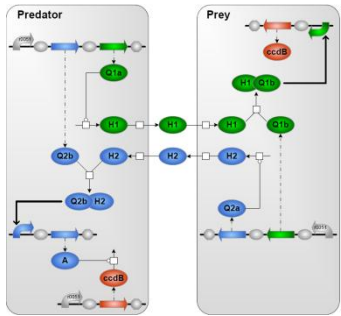 Predator
Prey
Q1a
ccdB
H1 Q1b
H1
H1
H1
Q1b
Q2b
H2
H2
H2
Q2b H2
Q2a
A
ccdB